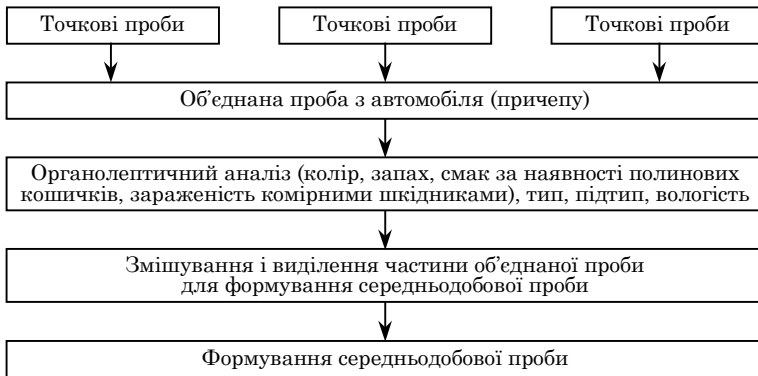 Точкові проби
Точкові проби
Точкові проби
Об’єднана проба з автомобіля (причепу)
Органолептичний аналіз (колір, запах, смак за наявності полинових
кошичків, зараженість комірними шкідниками), тип, підтип, вологість
Змішування і виділення частини об’єднаної проби
для формування середньодобової проби
Формування середньодобової проби